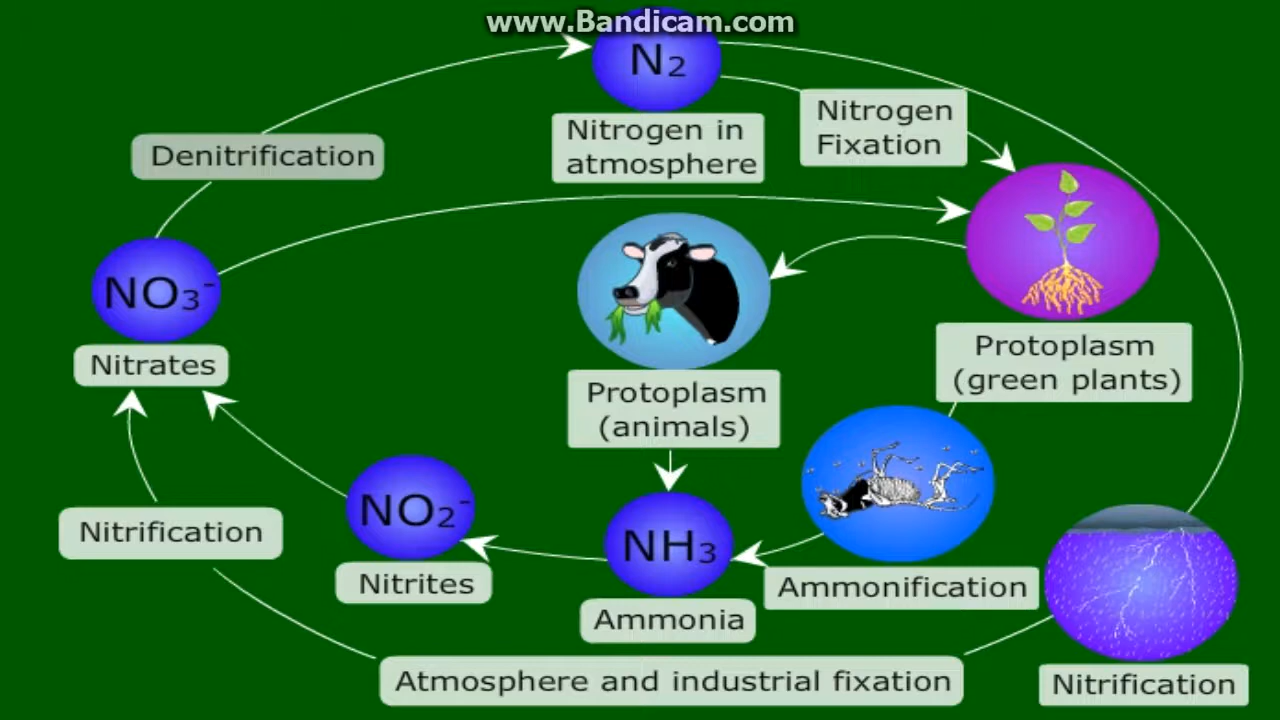 www.Bandicam.com
N₂
Nitrogen in
atmosphere
Nitrogen
Fixation
Denitrification
NO₃⁻
Nitrates
Protoplasm
(green plants)
Protoplasm
(animals)
NO₂⁻
Nitrites
NH₃
Ammonia
Ammonification
Nitrification
Atmosphere and industrial fixation
Nitrification